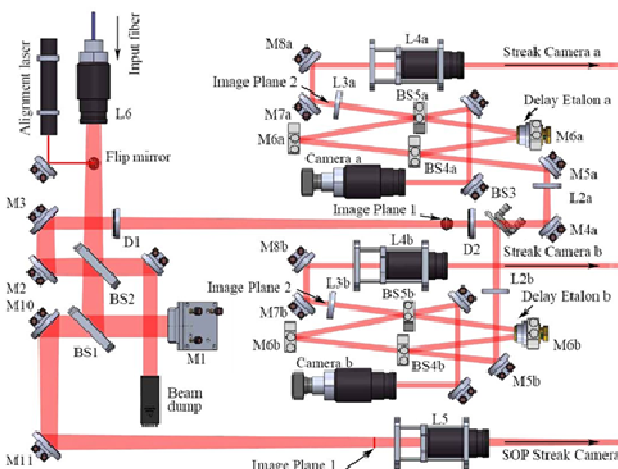 Alignment laser
Input fiber
L6
Flip mirror
M3
D1
M2
M10
BS2
BS1
M1
Beam
dump
M11
M8a
L4a
Streak Camera a
Image Plane 2
L3a
BS5a
Delay Etalon a
M7a
M6a
M6a
Camera a
BS4a
M5a
BS3
L2a
Image Plane 1
D2
M4a
M8b
L4b
Streak Camera b
L3b
L2b
Image Plane 2
BS5b
Delay Etalon b
M7b
M6b
M6b
Camera b
BS4b
M5b
L5
SOP Streak Camera
Image Plane 1